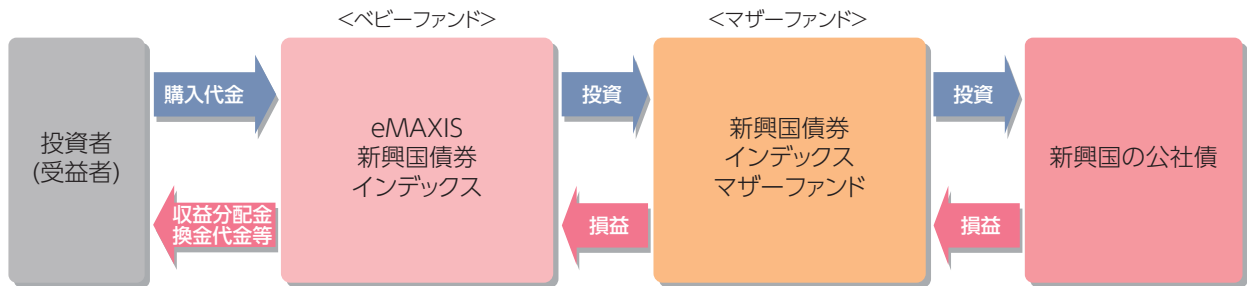 <ベビーファンド>
<マザーファンド>
投資者
(受益者)
購入代金
収益分配金
換金代金等
eMAXIS
新興国債券
インデックス
投資
損益
新興国債券
インデックス
マザーファンド
投資
損益
新興国の公社債